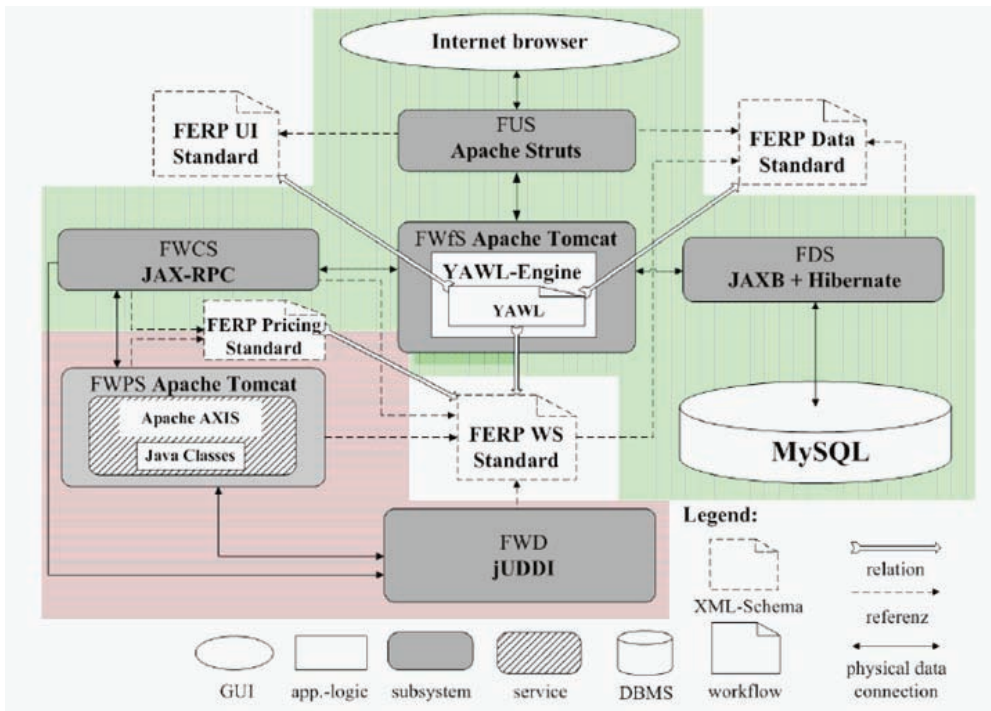 Internet browser
FERP UI
Standard
FUS
Apache Struts
FERP Data
Standard
FWCS
JAX-RPC
FWfS Apache Tomcat
YAWL-Engine
YAWL
FDS
JAXB + Hibernate
FERP Pricing
Standard
FWPS Apache Tomcat
Apache AXIS
Java Classes
FERP WS
Standard
MySQL
FWD
jUDDI
Legend:
XML-Schema
relation
referenz
physical data
connection
GUI
app.-logic
subsystem
service
DBMS
workflow